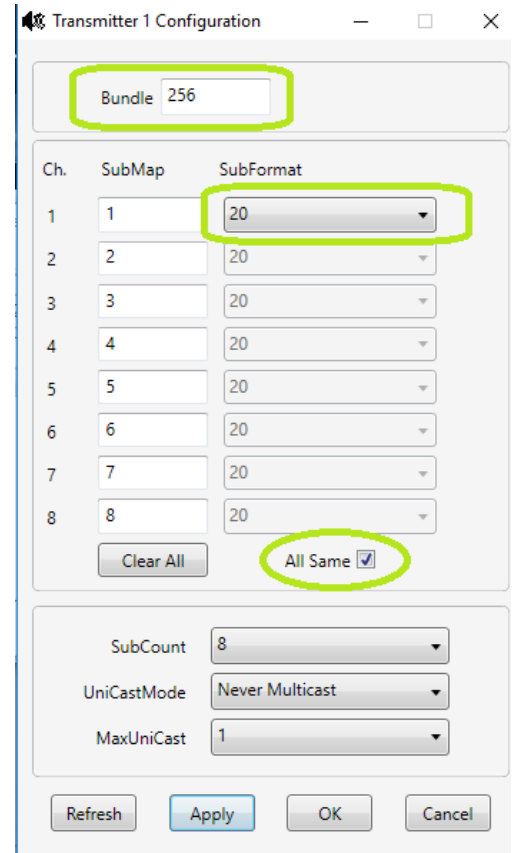 Transmitter 1 Configuration
Bundle 256
Ch. SubMap SubFormat
1 1 20
2 2 20
3 3 20
4 4 20
5 5 20
6 6 20
7 7 20
8 8 20
Clear All All Same
SubCount 8
UniCastMode Never Multicast
MaxUniCast 1
Refresh Apply OK Cancel